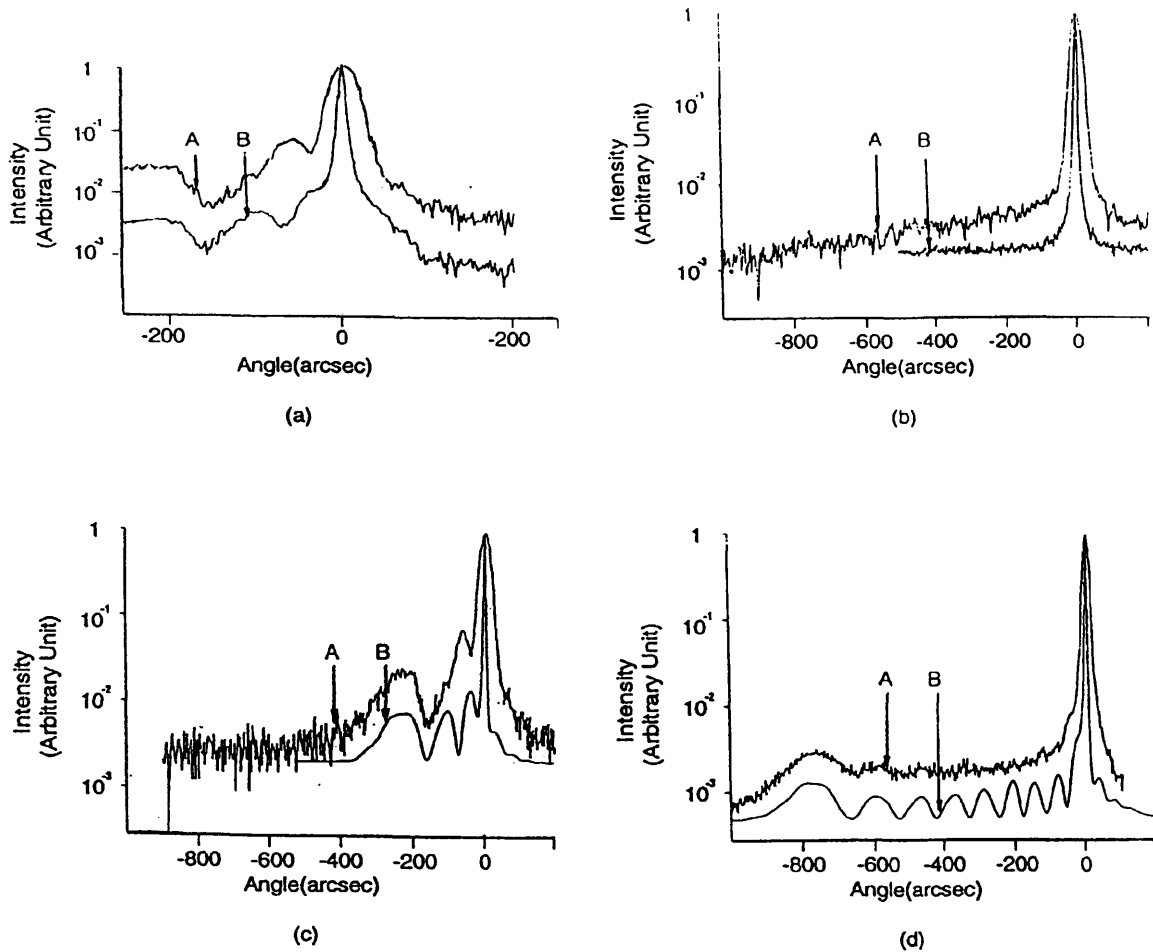 1
10-1
10-2
10-3
Intensity
(Arbitrary Unit)
A
B
-200
0
-200
Angle(arcsec)
(a)
1
10-1
10-2
10-3
Intensity
(Arbitrary Unit)
A
B
-800
-600
-400
-200
0
Angle(arcsec)
(b)
1
10-1
10-2
10-3
Intensity
(Arbitrary Unit)
A
B
-800
-600
-400
-200
0
Angle(arcsec)
(c)
1
10-1
10-2
10-3
Intensity
(Arbitrary Unit)
A
B
-800
-600
-400
-200
0
Angle(arcsec)
(d)